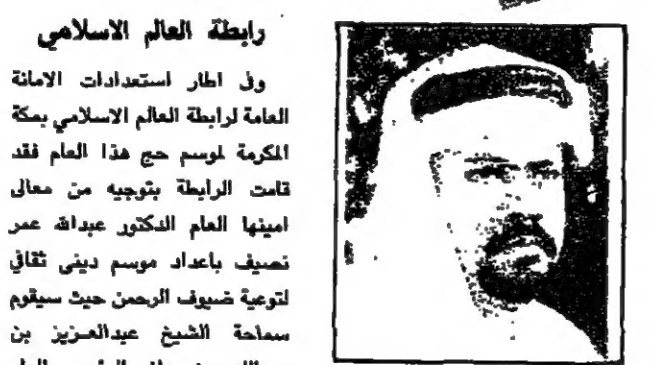 رابطة العالم الاسلامي
وفى اطار استعدادات الامانة
العامة لرابطة العالم الاسلامي بمكة
المكرمة لموسم حج هذا العام فقد
قامت الرابطة بتوجيه من معالى
امينها العام الدكتور عبدالله عمر
نصيف باعداد موسم دينى ثقافي
لتوعية ضيوف الرحمن حيث سيقوم
سماحة الشيخ عبدالعزيز بن